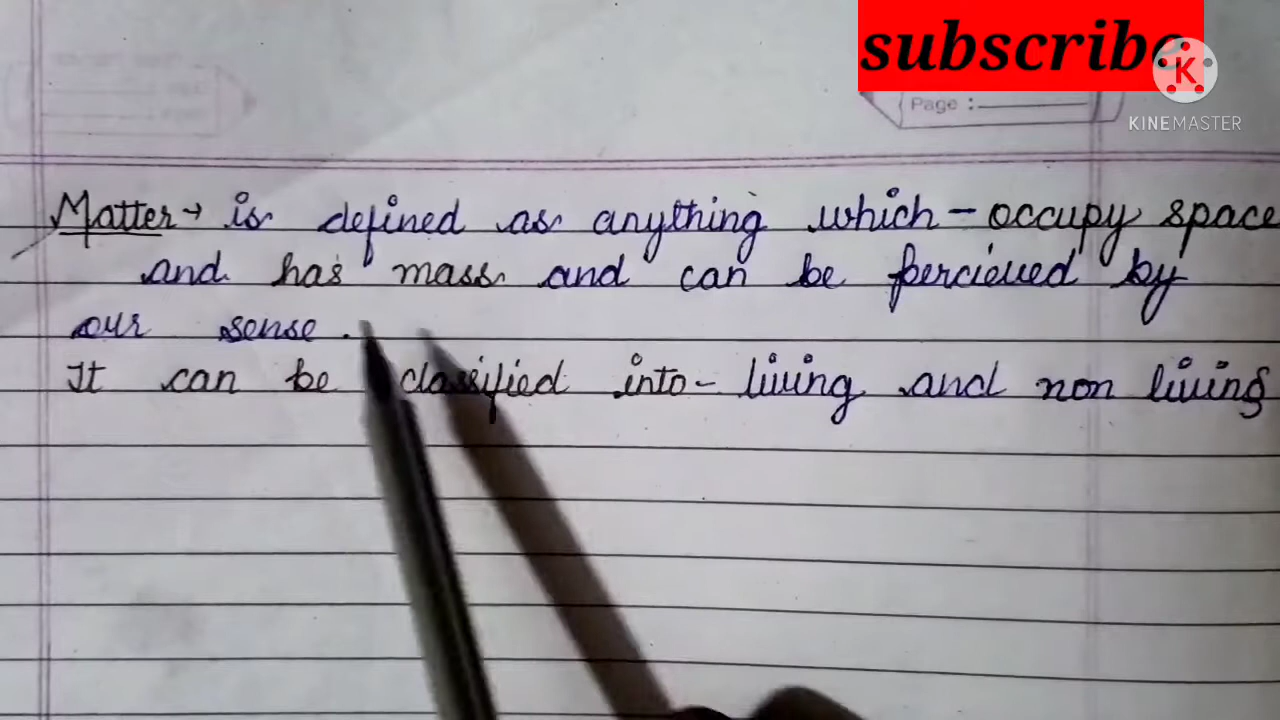 subscribe
K
KINEMASTER
Page :
Matter → is defined as anything which - occupy space
and has mass and can be percieved by
our sense .
It can be classified into - living and non living